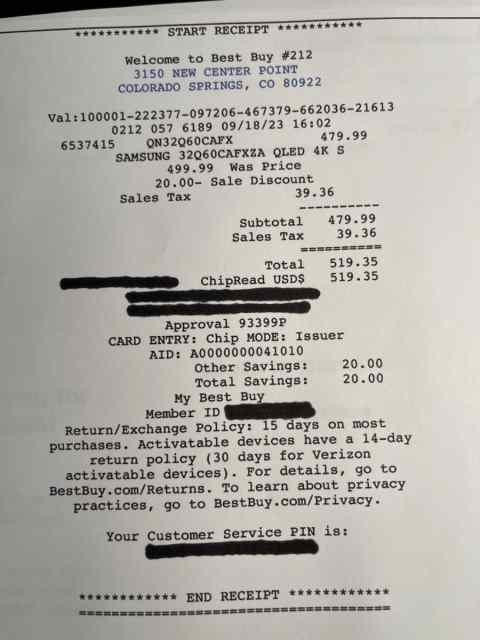 *********** START RECEIPT ***********
Welcome to Best Buy #212
3150 NEW CENTER POINT
COLORADO SPRINGS, CO 80922
Val:100001-222377-097206-467379-662036-21613
0212 057 6189 09/18/23 16:02
6537415 QN32Q60CAFX 479.99
SAMSUNG 32Q60CAFXZA QLED 4K S
499.99 Was Price
20.00- Sale Discount
Sales Tax 39.36
----------
Subtotal 479.99
Sales Tax 39.36
==========
Total 519.35
ChipRead USD$ 519.35
Approval 93399P
CARD ENTRY: Chip MODE: Issuer
AID: A0000000041010
Other Savings: 20.00
Total Savings: 20.00
My Best Buy
Member ID
Return/Exchange Policy: 15 days on most
purchases. Activatable devices have a 14-day
return policy (30 days for Verizon
activatable devices). For details, go to
BestBuy.com/Returns. To learn about privacy
practices, go to BestBuy.com/Privacy.
Your Customer Service PIN is:
************ END RECEIPT ************
======================================